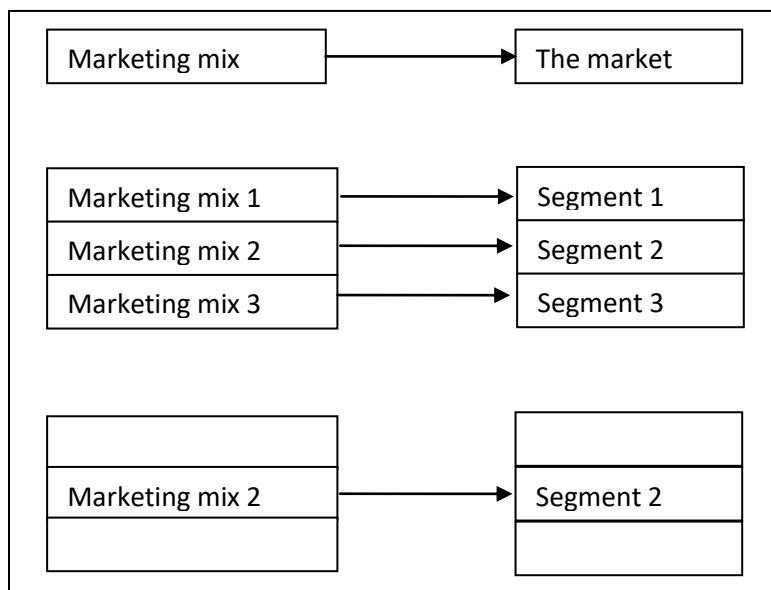 Marketing mix
The market
Marketing mix 1
Segment 1
Marketing mix 2
Segment 2
Marketing mix 3
Segment 3
Marketing mix 2
Segment 2